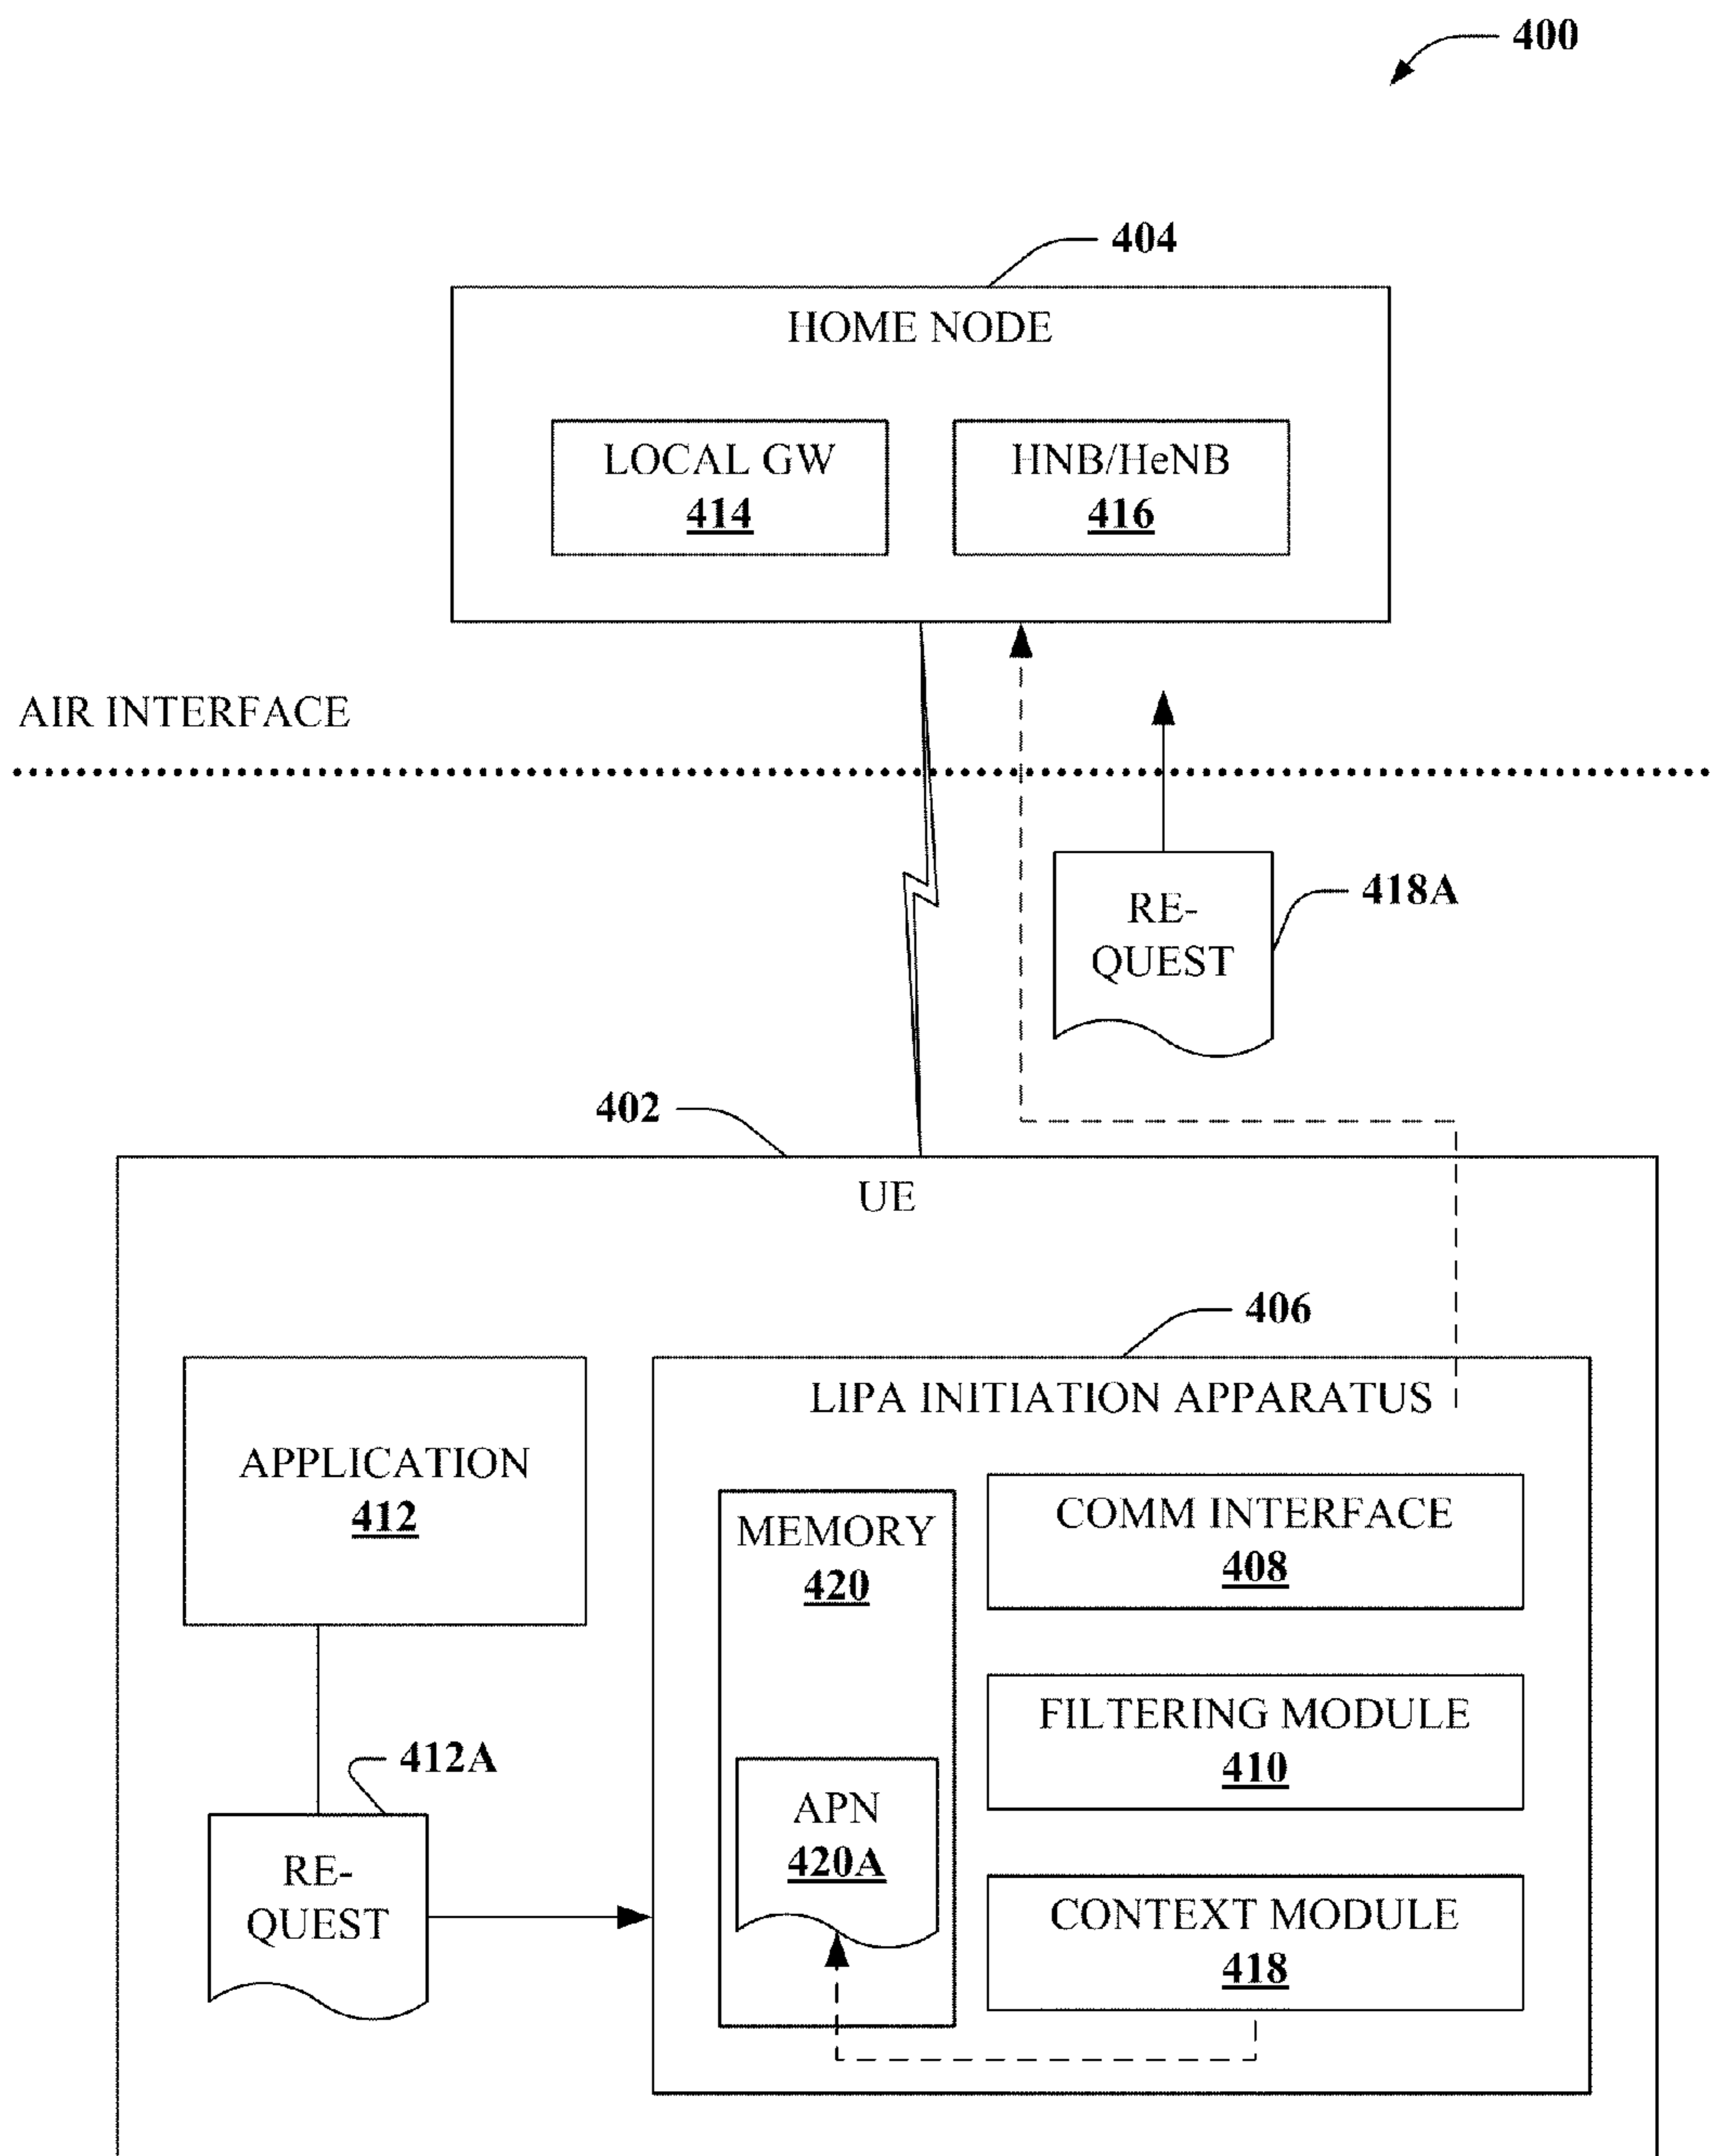 400
404
HOME NODE
LOCAL GW
414
HNB/HeNB
416
AIR INTERFACE
RE-
QUEST
418A
402
UE
406
LIPA INITIATION APPARATUS
APPLICATION
412
MEMORY
420
COMM INTERFACE
408
FILTERING MODULE
410
412A
APN
420A
RE-
QUEST
CONTEXT MODULE
418